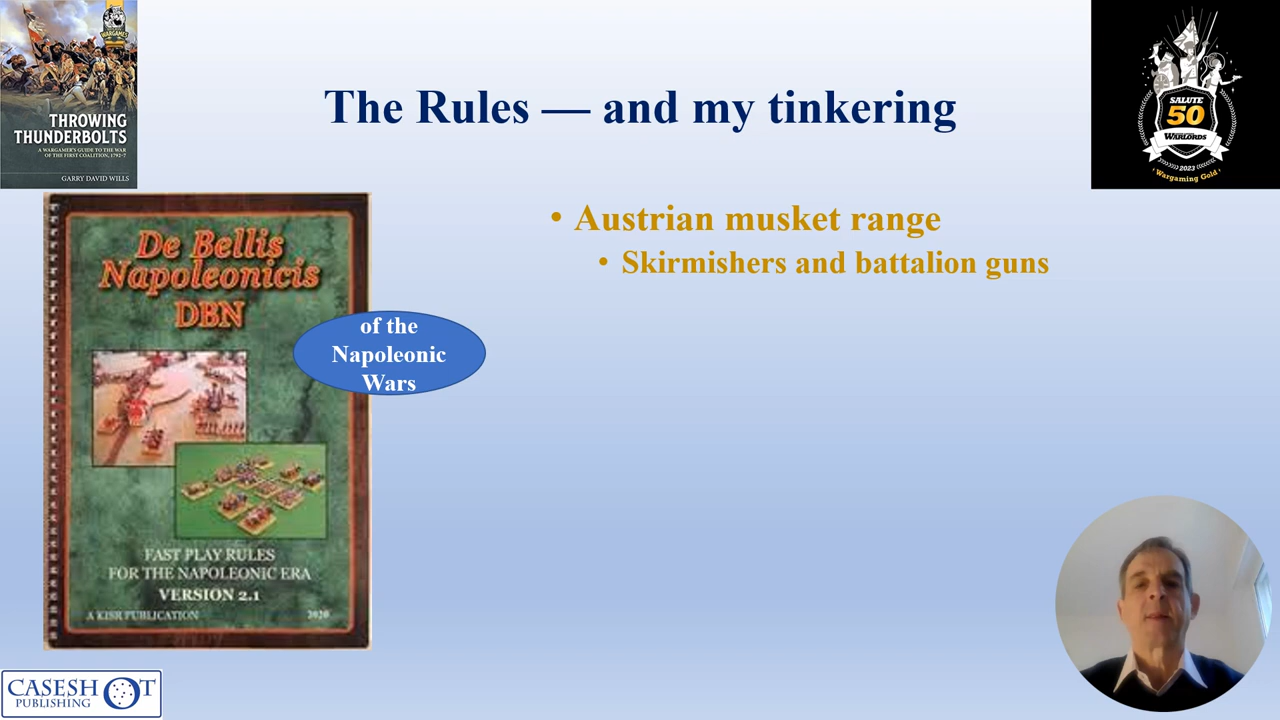 WARGAMES
THROWING
THUNDERBOLTS
A WARGAMER'S GUIDE TO THE WAR
OF THE FIRST COALITION, 1792-7
GARRY DAVID WILLS
The Rules — and my tinkering
SALUTE
50
WARLORDS
2023
Wargaming Gold
De Bellis
Napoleonicis
DBN
FAST PLAY RULES
FOR THE NAPOLEONIC ERA
VERSION 2.1
A KISR PUBLICATION 2020
of the
Napoleonic
Wars
• Austrian musket range
• Skirmishers and battalion guns
CASESHOT
PUBLISHING